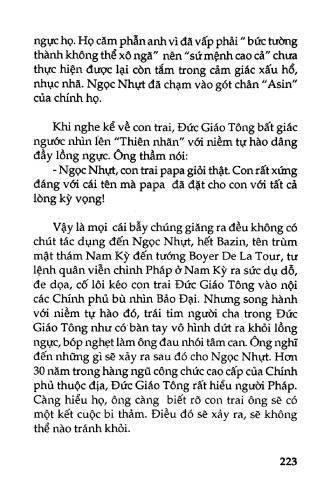 ngực họ. Họ căm phẫn anh vì đã vấp phải “ bức tường
thành không thể xô ngã” nên “sứ mệnh cao cả” chưa
thực hiện được lại còn tắm trong cảm giác xấu hổ,
nhục nhã. Ngọc Nhựt đã chạm vào gót chân “Asin”
của chính họ.
Khi nghe kể về con trai, Đức Giáo Tông bất giác
ngước nhìn lên “Thiên nhãn” với niềm tự hào dâng
đầy lồng ngực. Ông thầm nói:
- Ngọc Nhựt, con trai papa giỏi thật. Con rất xứng
đáng với cái tên mà papa đã đặt cho con với tất cả
lòng kỳ vọng!
Vậy là mọi cái bẫy chúng giăng ra đều không có
chút tác dụng đến Ngọc Nhựt, hết Bazin, tên trùm
mật thám Nam Kỳ đến tướng Boyer De La Tour, tư
lệnh quân viễn chinh Pháp ở Nam Kỳ ra sức dụ dỗ,
đe dọa, cố lôi kéo con trai Đức Giáo Tông vào nội
các Chính phủ bù nhìn Bảo Đại. Nhưng song hành
với niềm tự hào đó, trái tim người cha trong Đức
Giáo Tông như có bàn tay vô hình dứt ra khỏi lồng
ngực, bóp nghẹt làm ông đau nhói tâm can. Ông nghĩ
đến những gì sẽ xảy ra sau đó cho Ngọc Nhựt. Hơn
30 năm trong hàng ngũ công chức cao cấp của Chính
phủ thuộc địa, Đức Giáo Tông rất hiểu người Pháp.
Càng hiểu họ, ông càng biết rõ con trai ông sẽ có
một kết cuộc bi thảm. Điều đó sẽ xảy ra, sẽ không
thể nào tránh khỏi.
223